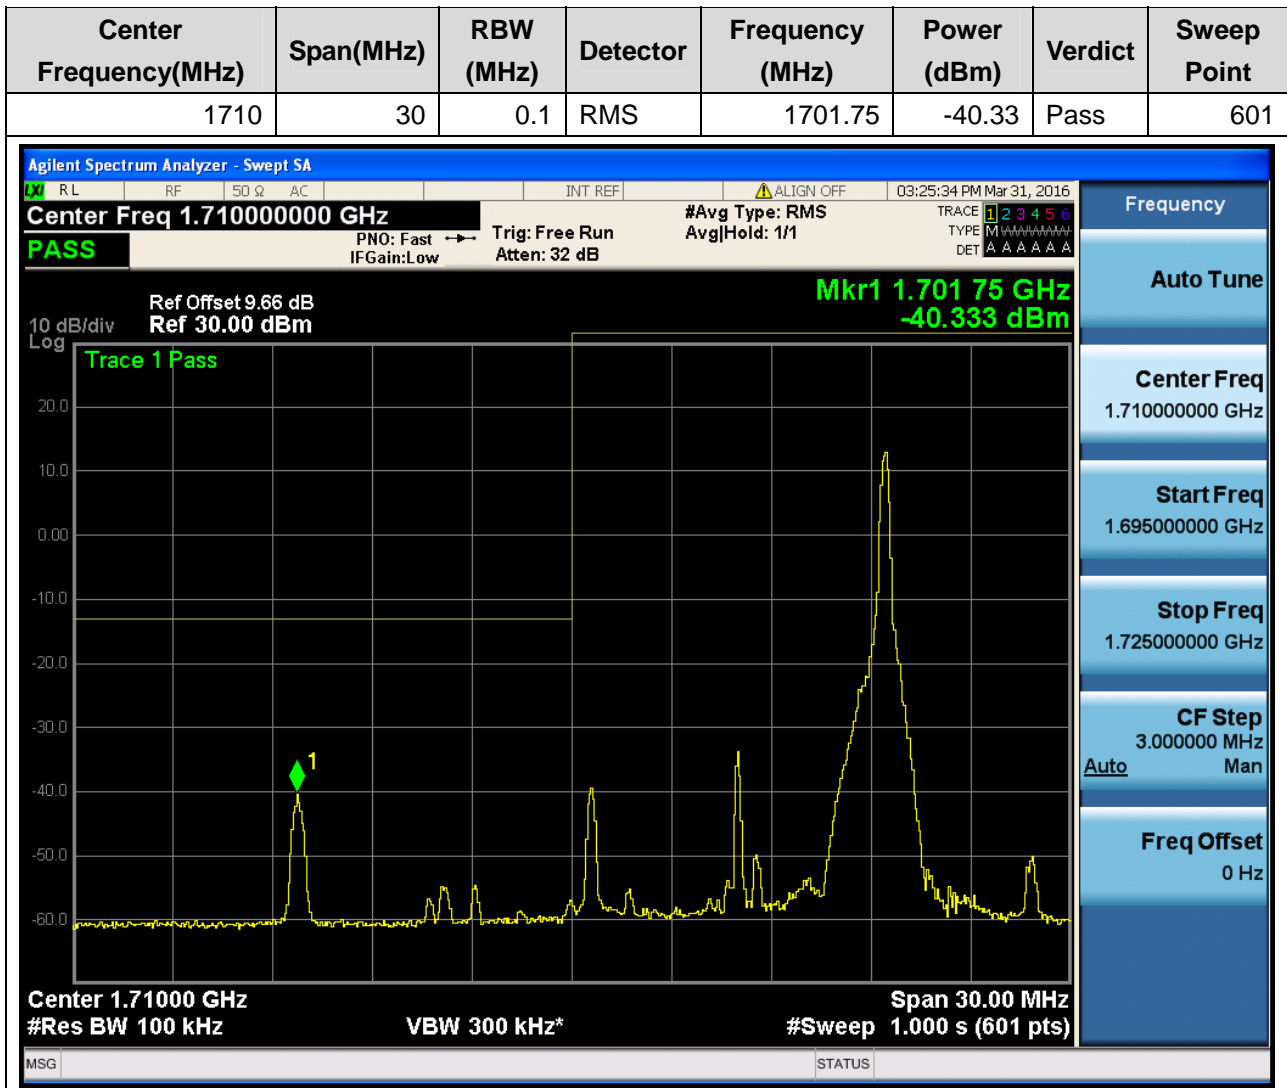 Center Frequency(MHz) Span(MHz) RBW (MHz) Detector Frequency (MHz) Power (dBm) Verdict Sweep Point
1710 30 0.1 RMS 1701.75 -40.33 Pass 601
Agilent Spectrum Analyzer - Swept SA
LXI RL RF 50 Ω AC INT REF ALIGN OFF 03:25:34 PM Mar 31, 2016
Center Freq 1.710000000 GHz
PASS
PNO: Fast
IFGain:Low
Trig: Free Run
Atten: 32 dB
#Avg Type: RMS
Avg|Hold: 1/1
TRACE 1 2 3 4 5 6
TYPE M WWWWW
DET A A A A A A
Mkr1 1.701 75 GHz
-40.333 dBm
Ref Offset 9.66 dB
10 dB/div Ref 30.00 dBm
Log
Trace 1 Pass
20.0
10.0
0.00
-10.0
-20.0
-30.0
1
-40.0
-50.0
-60.0
Center 1.71000 GHz Span 30.00 MHz
#Res BW 100 kHz VBW 300 kHz* #Sweep 1.000 s (601 pts)
MSG STATUS
Frequency
Auto Tune
Center Freq
1.710000000 GHz
Start Freq
1.695000000 GHz
Stop Freq
1.725000000 GHz
CF Step
3.000000 MHz
Auto Man
Freq Offset
0 Hz